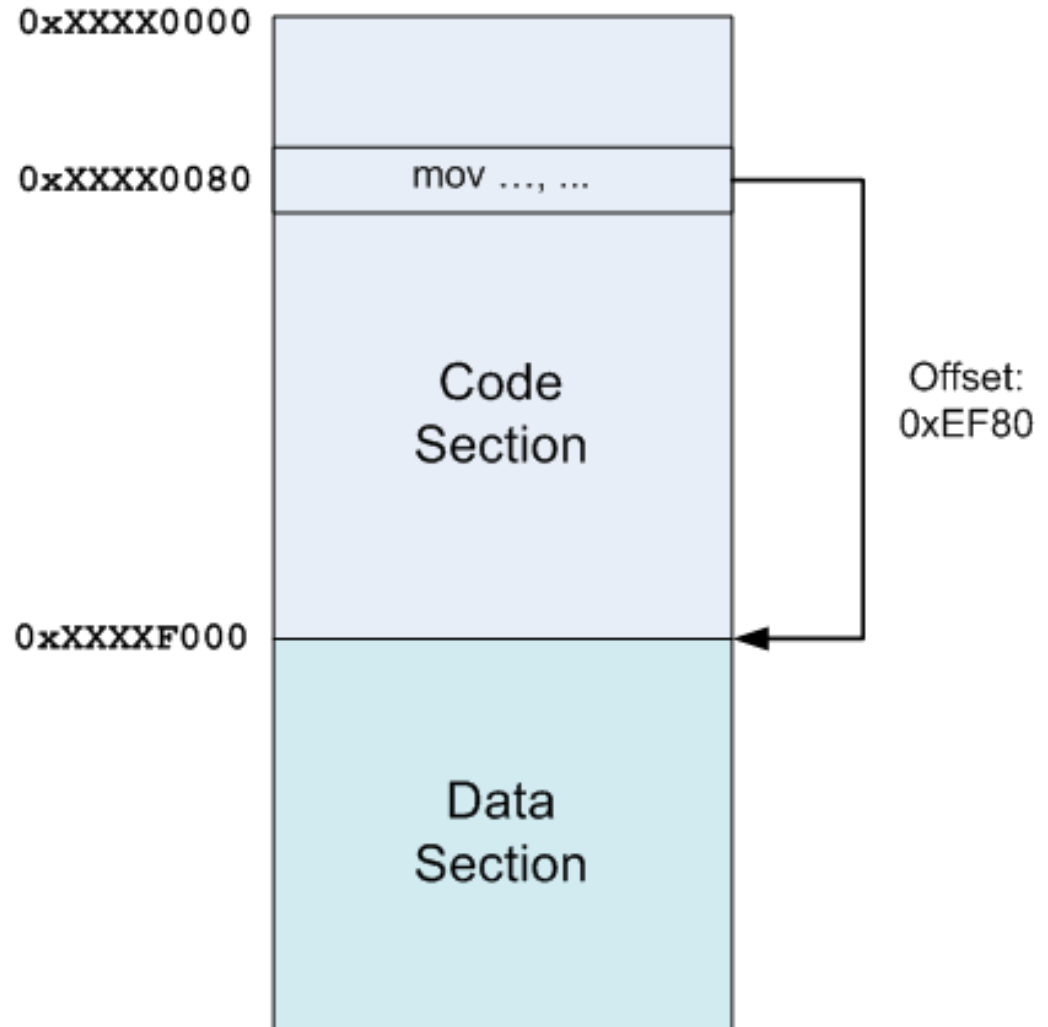 0xXXXX0000
0xXXXX0080
mov ..., ...
Code
Section
Offset:
0xEF80
0xXXXXF000
Data
Section